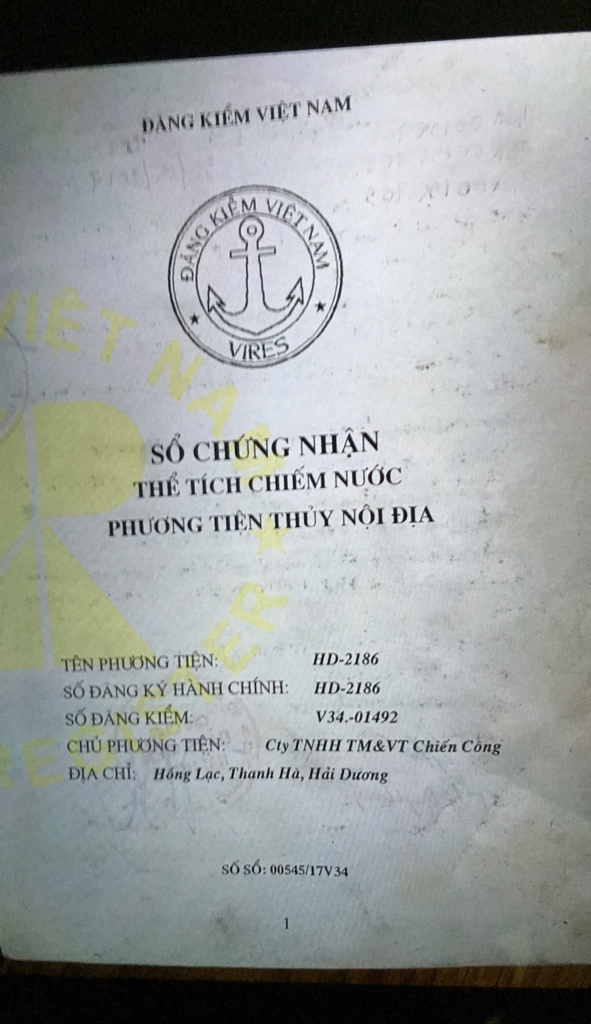 ĐĂNG KIỂM VIỆT NAM
ĐĂNG KIỂM VIỆT NAM
VIRES
VIỆT NAM
REGISTER
SỔ CHỨNG NHẬN
THỂ TÍCH CHIẾM NƯỚC
PHƯƠNG TIỆN THỦY NỘI ĐỊA
TÊN PHƯƠNG TIỆN: HD-2186
SỐ ĐĂNG KÝ HÀNH CHÍNH: HD-2186
SỐ ĐĂNG KIỂM: V34.-01492
CHỦ PHƯƠNG TIỆN: Cty TNHH TM&VT Chiến Công
ĐỊA CHỈ: Hồng Lạc, Thanh Hà, Hải Dương
SỐ SỔ: 00545/17V34
1